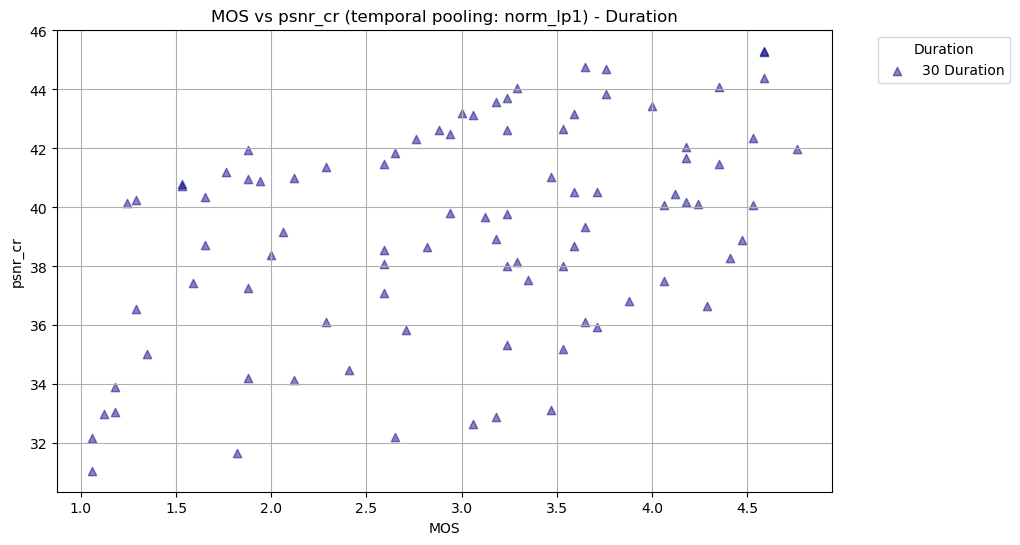 MOS vs psnr_cr (temporal pooling: norm_lp1) - Duration
46
44
42
40
38
36
34
32
psnr_cr
1.0 1.5 2.0 2.5 3.0 3.5 4.0 4.5
MOS
Duration
30 Duration